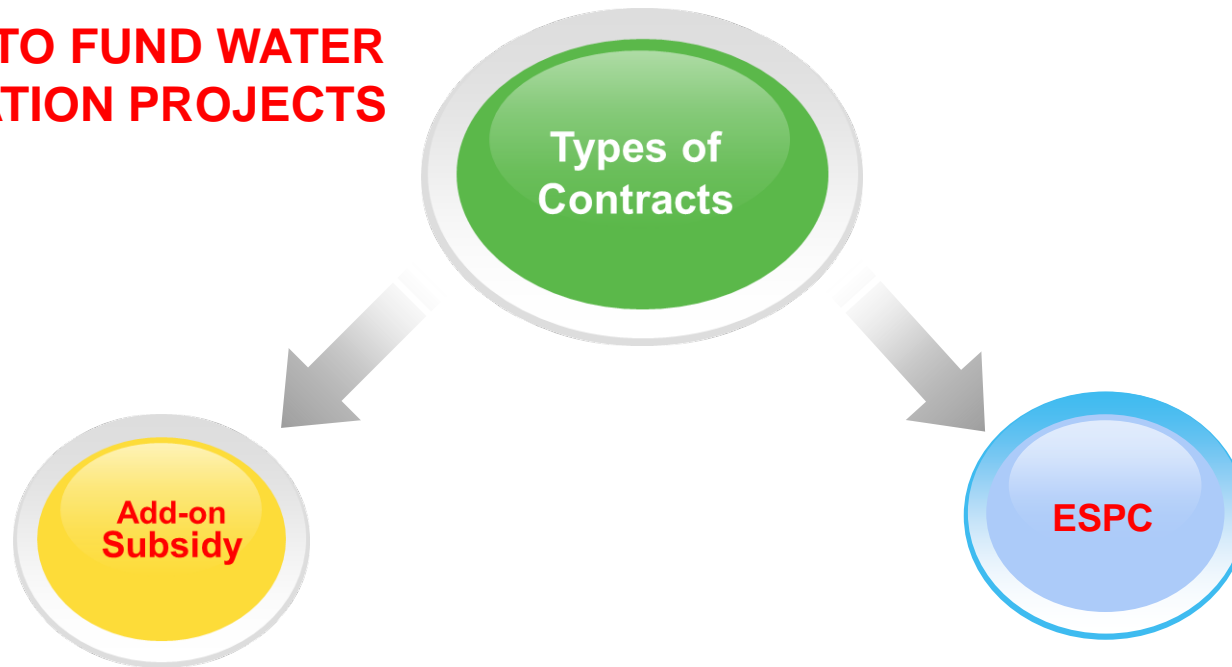 TO FUND WATER
ATION PROJECTS
Types of
Contracts
Add-on
Subsidy
ESPC